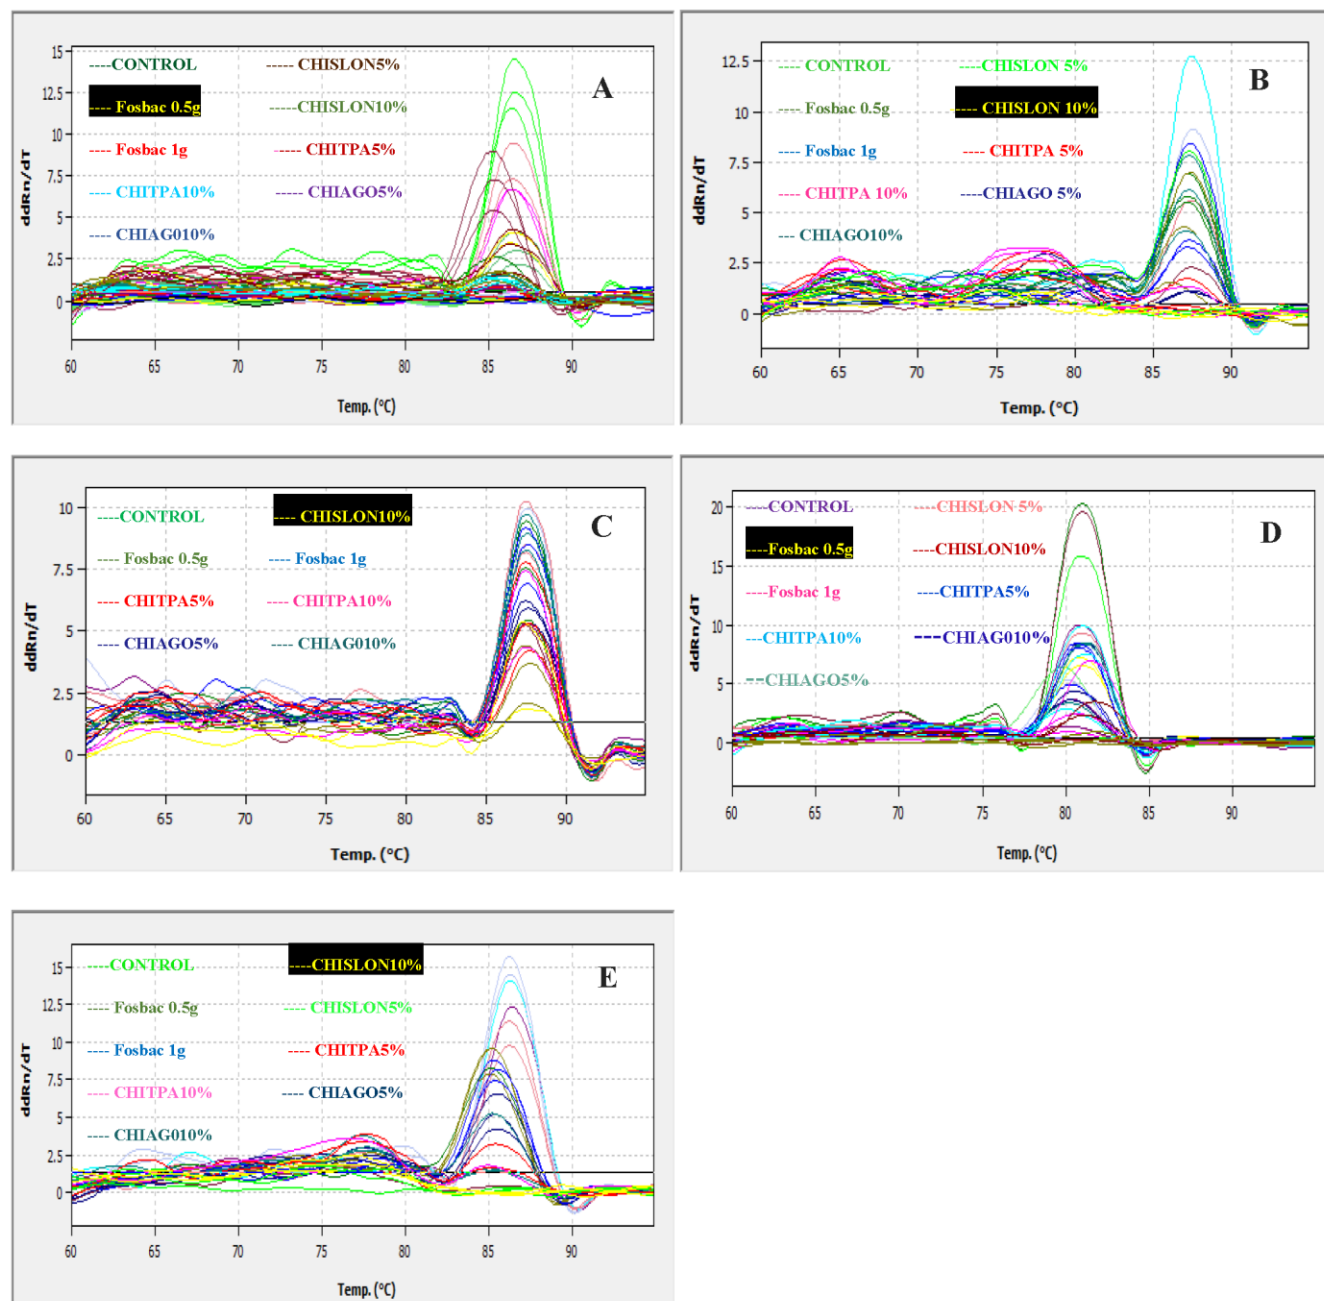 A
ddRn/dT
15
12.5
10
7.5
5
2.5
0
----CONTROL ----CHISLON5%
---- Fosbac 0.5g ----CHISLON10%
---- Fosbac 1g ----CHITPA5%
----CHITPA10% ----CHIAGO5%
---- CHIAG010%
60 65 70 75 80 85 90
Temp. (°C)
B
ddRn/dT
12.5
10
7.5
5
2.5
0
---- CONTROL ----CHISLON 5%
---- Fosbac 0.5g ---- CHISLON 10%
---- Fosbac 1g ---- CHITPA 5%
---- CHITPA 10% ----CHIAGO 5%
----CHIAGO10%
60 65 70 75 80 85 90
Temp. (°C)
C
ddRn/dT
10
7.5
5
2.5
0
----CONTROL ---- CHISLON10%
---- Fosbac 0.5g ---- Fosbac 1g
----CHITPA5% ----CHITPA10%
----CHIAGO5% ----CHIAG010%
60 65 70 75 80 85 90
Temp. (°C)
D
ddRn/dT
20
15
10
5
0
----CONTROL ----CHISLON 5%
----Fosbac 0.5g ----CHISLON10%
----Fosbac 1g ----CHITPA5%
----CHITPA10% ----CHIAG010%
--CHIAGO5%
60 65 70 75 80 85 90
Temp. (°C)
E
ddRn/dT
15
12.5
10
7.5
5
2.5
0
----CONTROL ----CHISLON10%
---- Fosbac 0.5g ---- CHISLON5%
---- Fosbac 1g ---- CHITPA5%
---- CHITPA10% ---- CHIAGO5%
---- CHIAG010%
60 65 70 75 80 85 90
Temp. (°C)